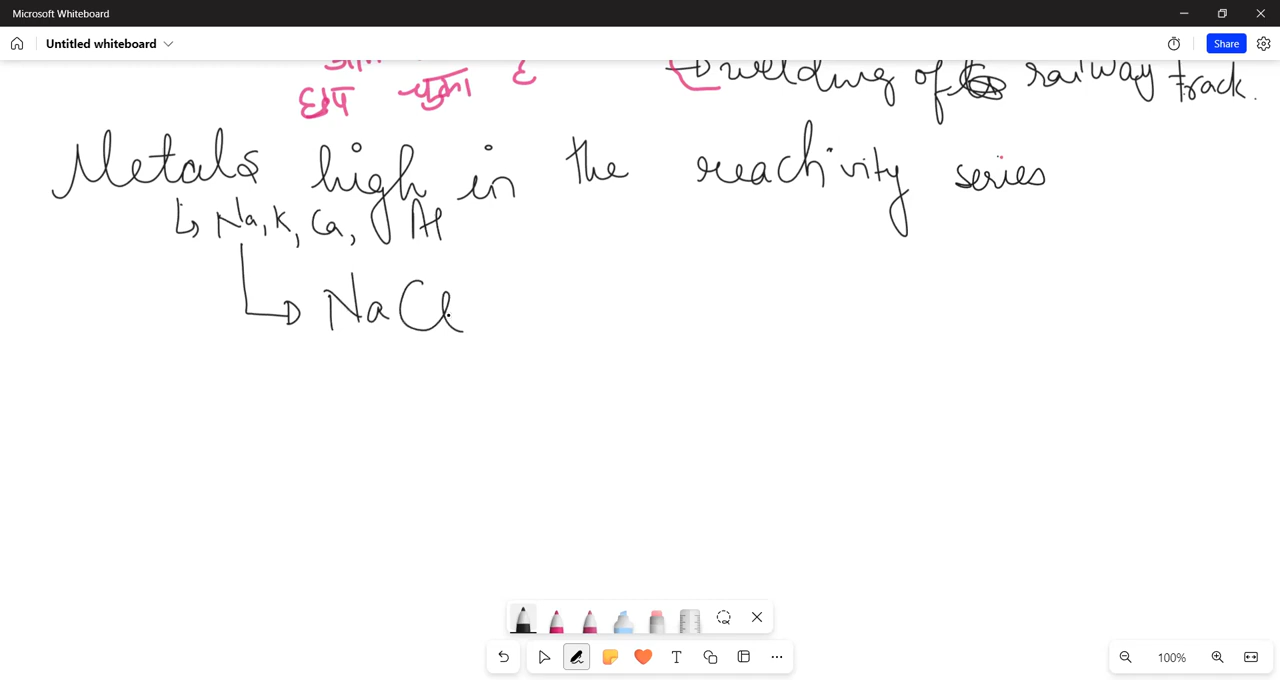 Microsoft Whiteboard
Untitled whiteboard
Share
building of railway track.
Metals high in the reactivity series
↳ Na, K, Ca, Al
NaCl
100%